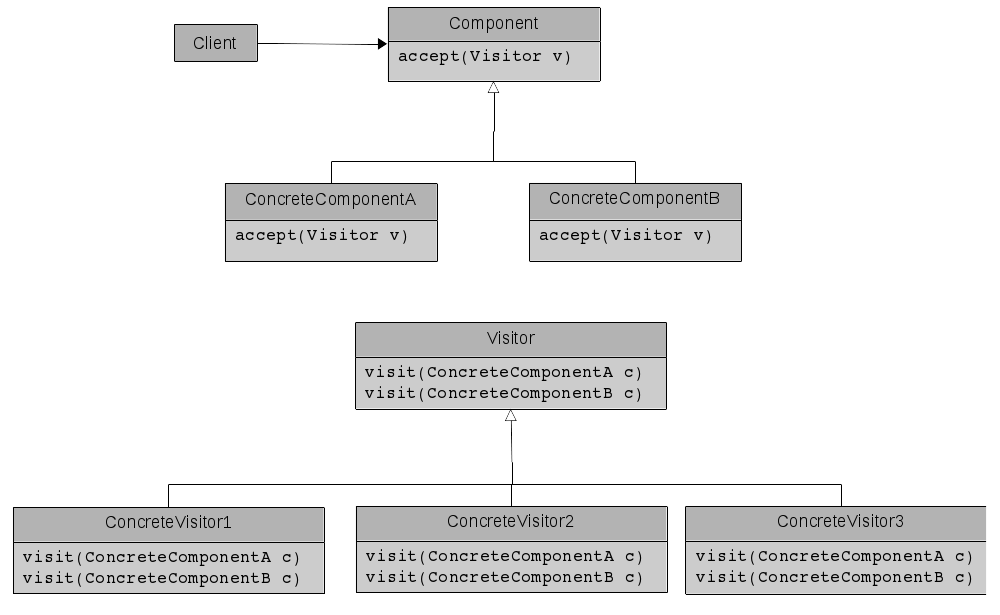 Component
Client
accept(Visitor v)
ConcreteComponentA
ConcreteComponentB
accept(Visitor v)
accept(Visitor v)
Visitor
visit(ConcreteComponentA c)
visit(ConcreteComponentB c)
ConcreteVisitor1
visit(ConcreteComponentA c)
visit(ConcreteComponentB c)
ConcreteVisitor2
visit(ConcreteComponentA c)
visit(ConcreteComponentB c)
ConcreteVisitor3
visit(ConcreteComponentA c)
visit(ConcreteComponentB c)